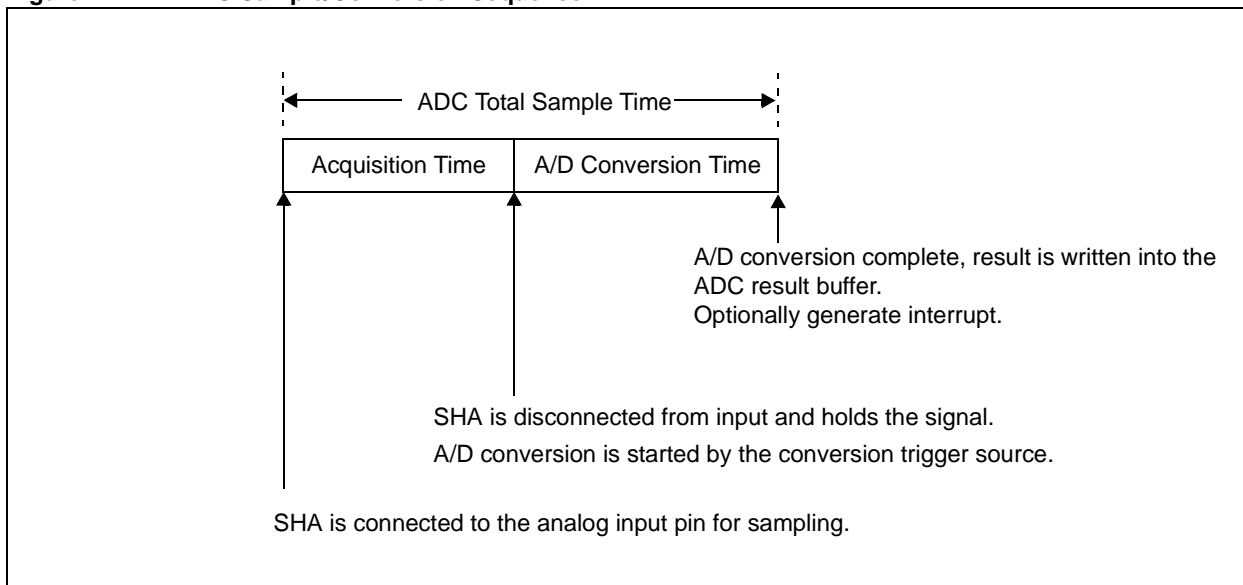 ADC Total Sample Time
Acquisition Time
A/D Conversion Time
A/D conversion complete, result is written into the
ADC result buffer.
Optionally generate interrupt.
SHA is disconnected from input and holds the signal.
A/D conversion is started by the conversion trigger source.
SHA is connected to the analog input pin for sampling.